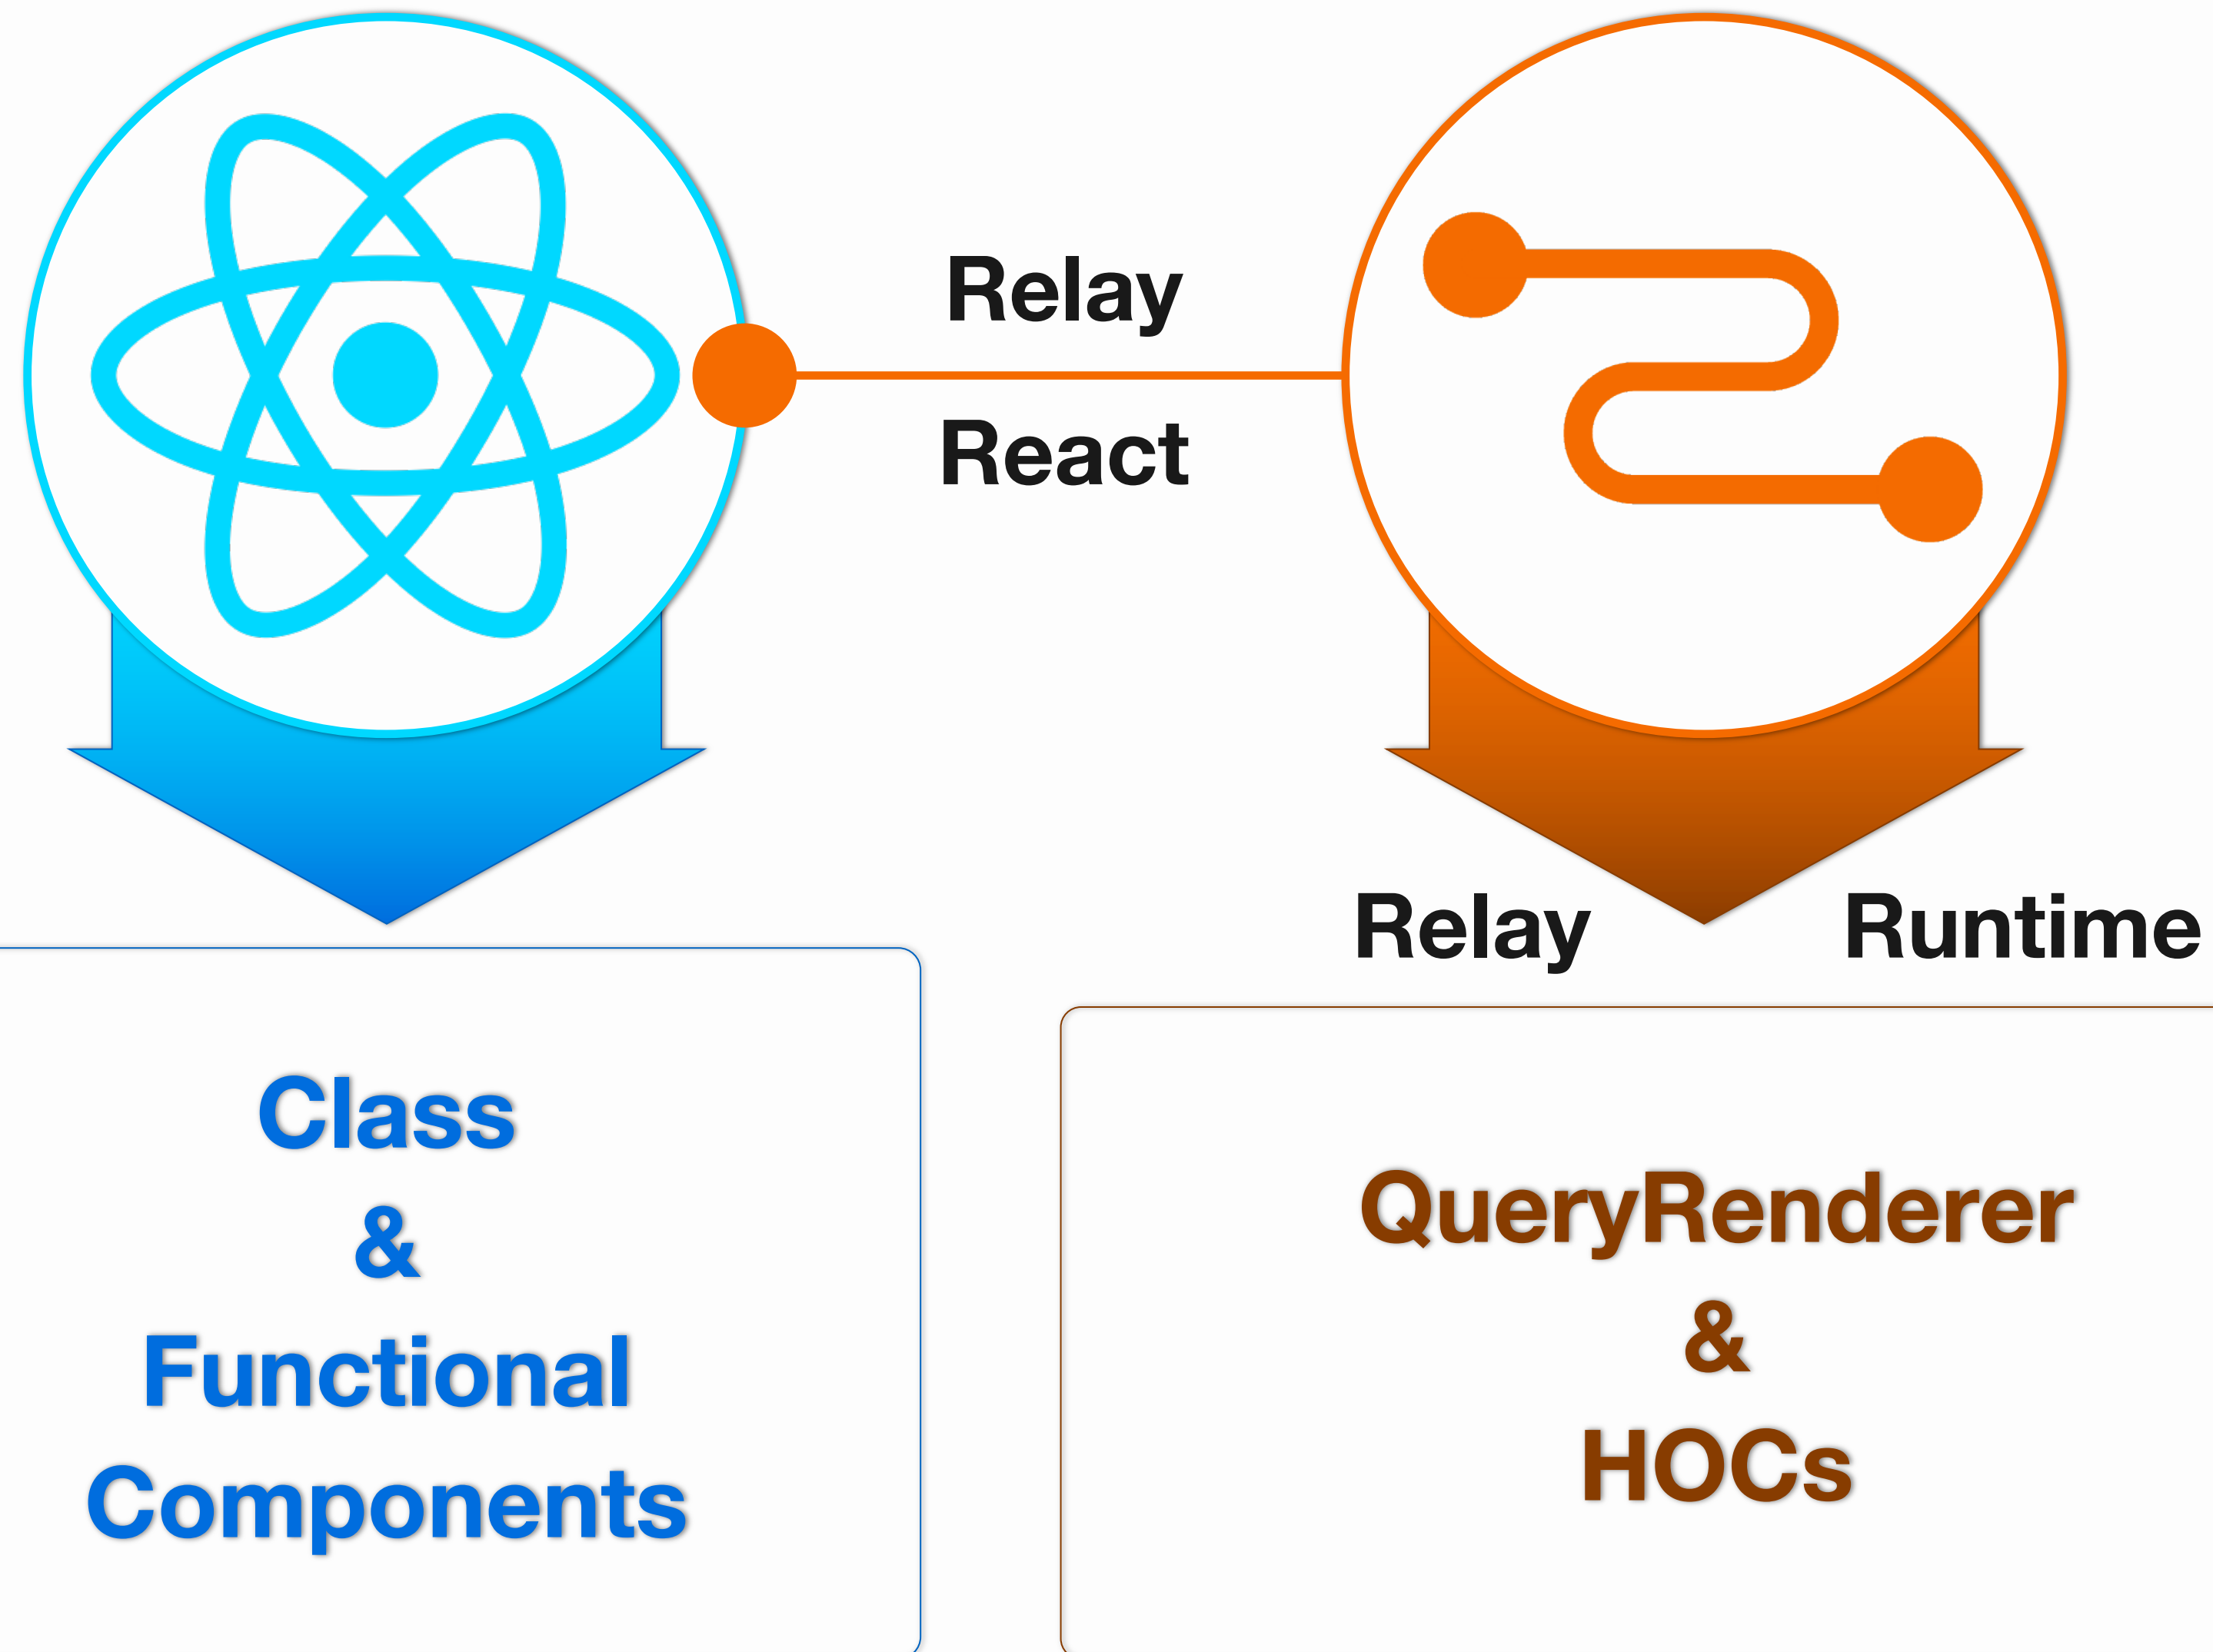 Relay
React
Relay Runtime
Class
&
Functional
Components
QueryRenderer
&
HOCs